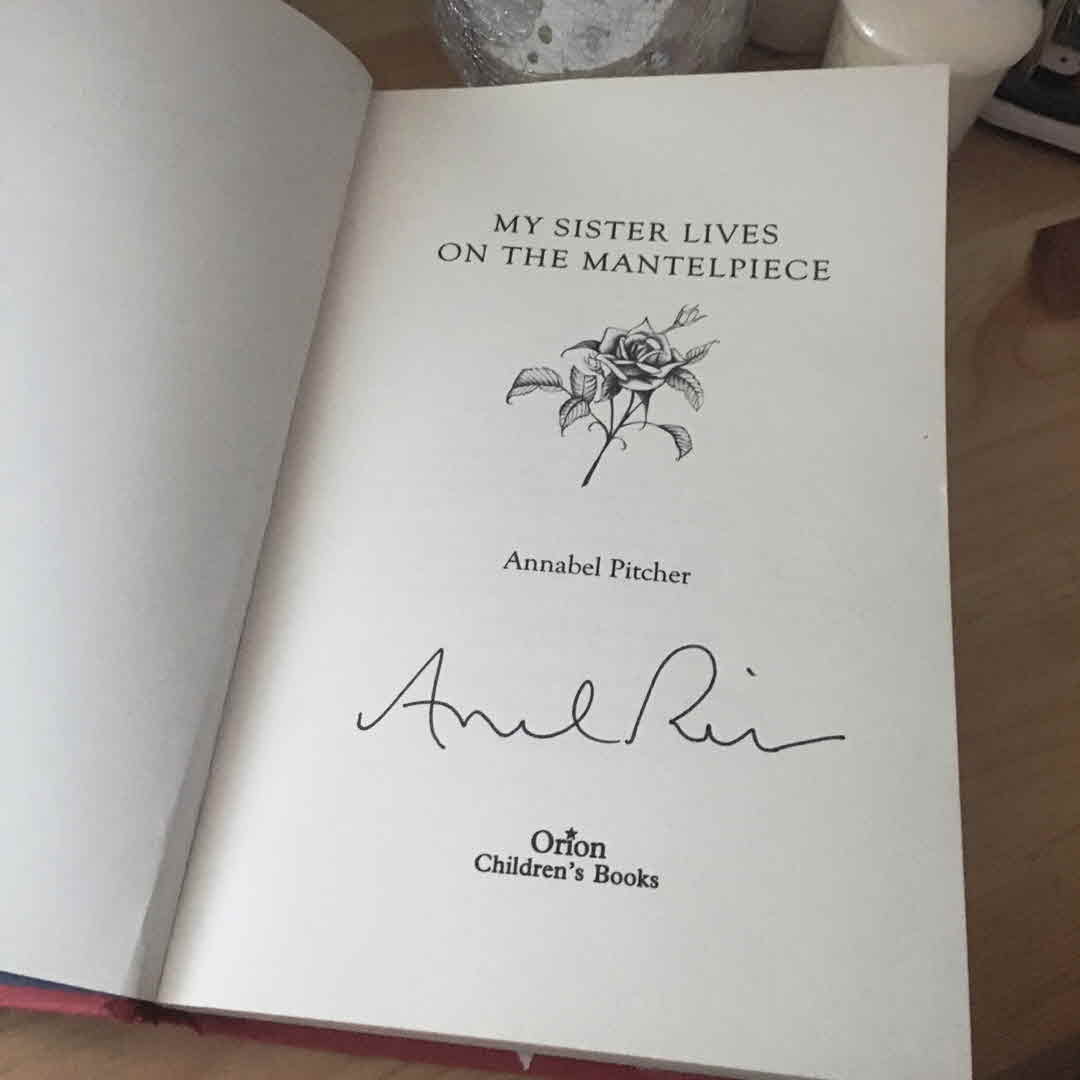 MY SISTER LIVES
ON THE MANTELPIECE
Annabel Pitcher
Orion
Children's Books